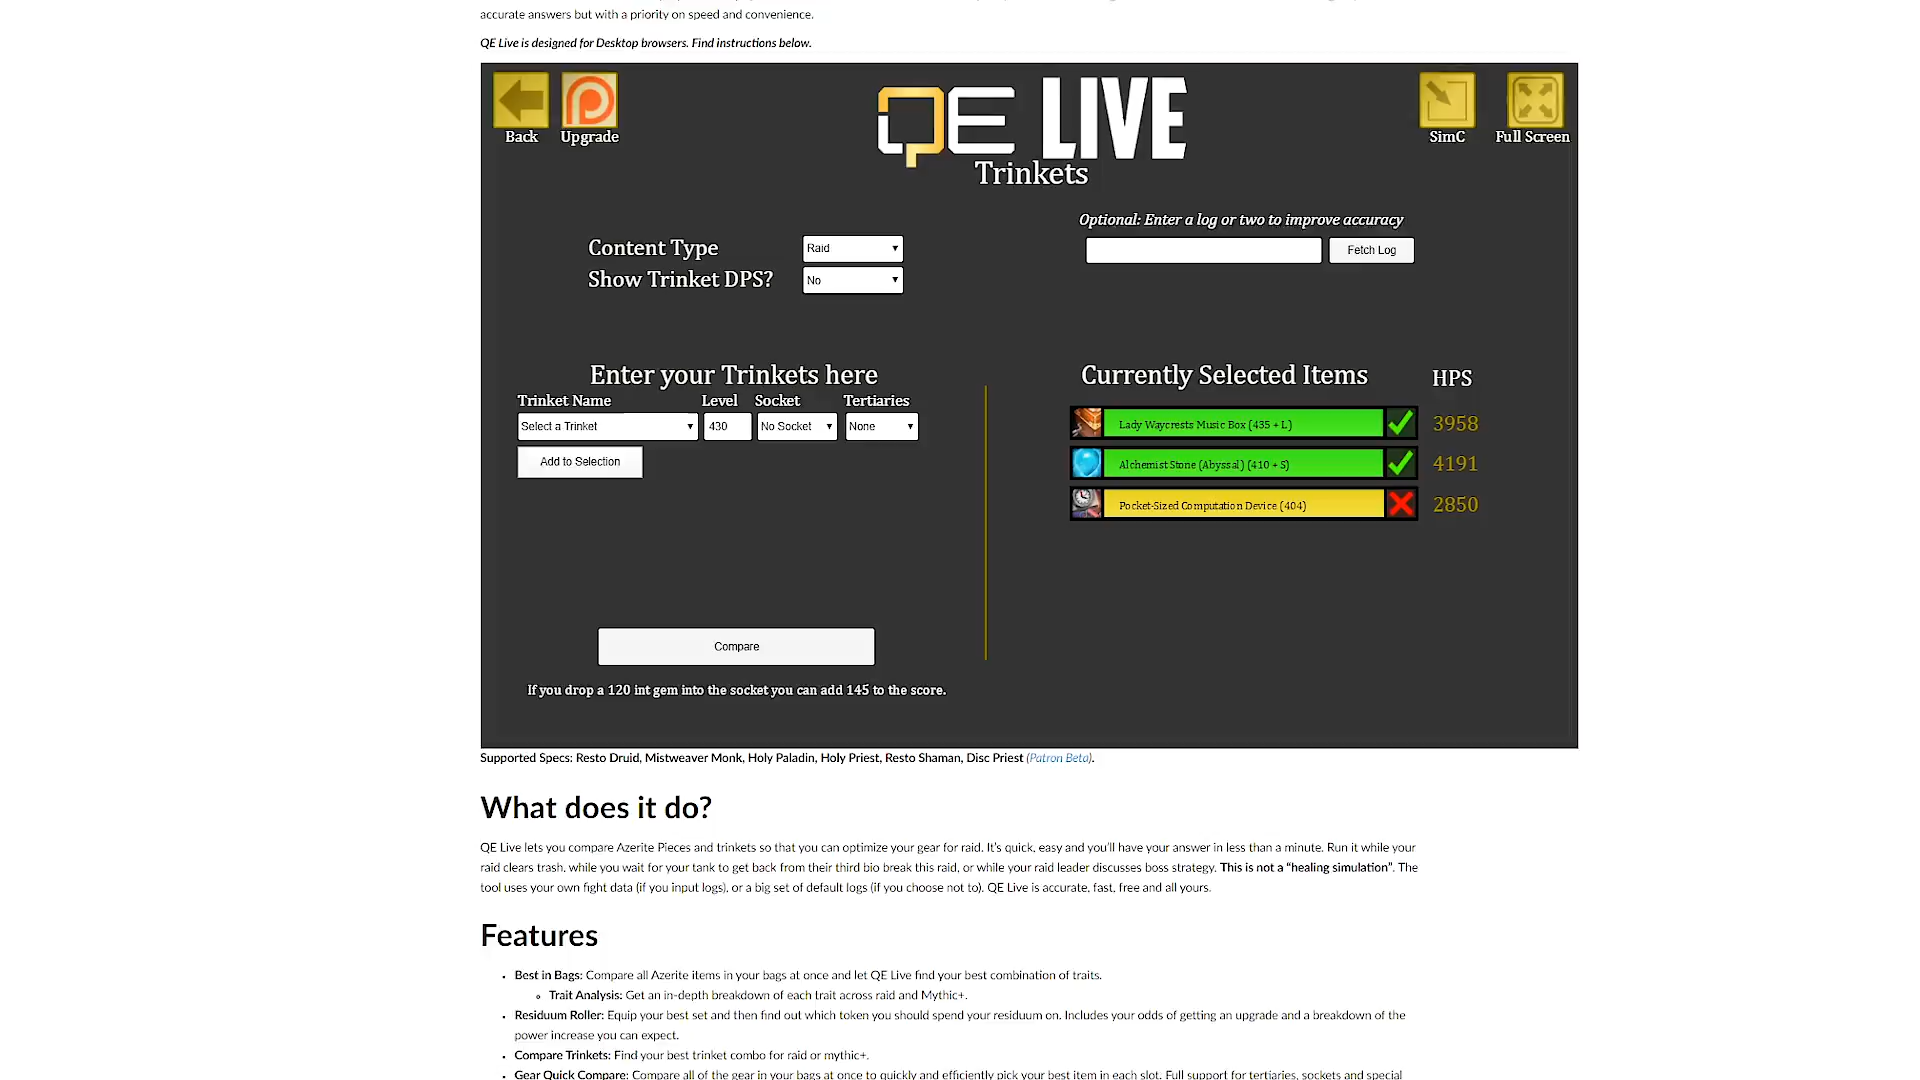 accurate answers but with a priority on speed and convenience.
QE Live is designed for Desktop browsers. Find instructions below.
Back
Upgrade
QE LIVE
Trinkets
SimC
Full Screen
Optional: Enter a log or two to improve accuracy
Content Type
Raid
Fetch Log
Show Trinket DPS?
No
Enter your Trinkets here
Trinket Name Level Socket Tertiaries
Select a Trinket 430 No Socket None
Add to Selection
Compare
If you drop a 120 int gem into the socket you can add 145 to the score.
Currently Selected Items HPS
Lady Waycrests Music Box (435 + L) 3958
Alchemist Stone (Abyssal) (410 + S) 4191
Pocket-Sized Computation Device (404) 2850
Supported Specs: Resto Druid, Mistweaver Monk, Holy Paladin, Holy Priest, Resto Shaman, Disc Priest (Patron Beta).
What does it do?
QE Live lets you compare Azerite Pieces and trinkets so that you can optimize your gear for raid. It's quick, easy and you'll have your answer in less than a minute. Run it while your
raid clears trash, while you wait for your tank to get back from their third bio break this raid, or while your raid leader discusses boss strategy. This is not a “healing simulation”. The
tool uses your own fight data (if you input logs), or a big set of default logs (if you choose not to). QE Live is accurate, fast, free and all yours.
Features
• Best in Bags: Compare all Azerite items in your bags at once and let QE Live find your best combination of traits.
Trait Analysis: Get an in-depth breakdown of each trait across raid and Mythic+.
• Residuum Roller: Equip your best set and then find out which token you should spend your residuum on. Includes your odds of getting an upgrade and a breakdown of the
power increase you can expect.
• Compare Trinkets: Find your best trinket combo for raid or mythic+.
• Gear Quick Compare: Compare all of the gear in your bags at once to quickly and efficiently pick your best item in each slot. Full support for tertiaries, sockets and special